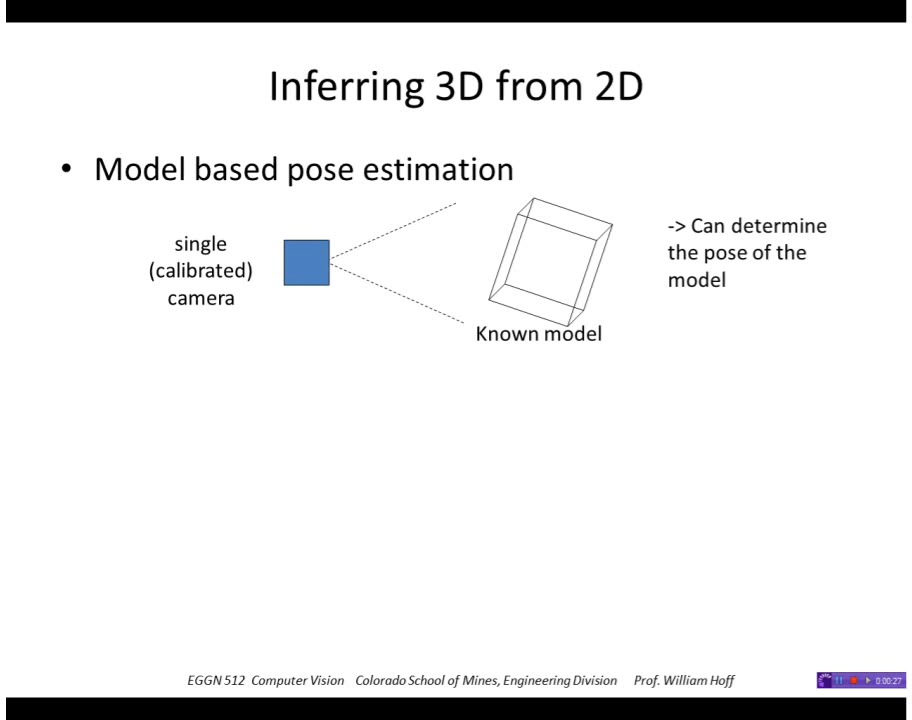 Inferring 3D from 2D
• Model based pose estimation
single
(calibrated)
camera
-> Can determine
the pose of the
model
Known model
EGGN 512 Computer Vision Colorado School of Mines, Engineering Division Prof. William Hoff
0:00:27